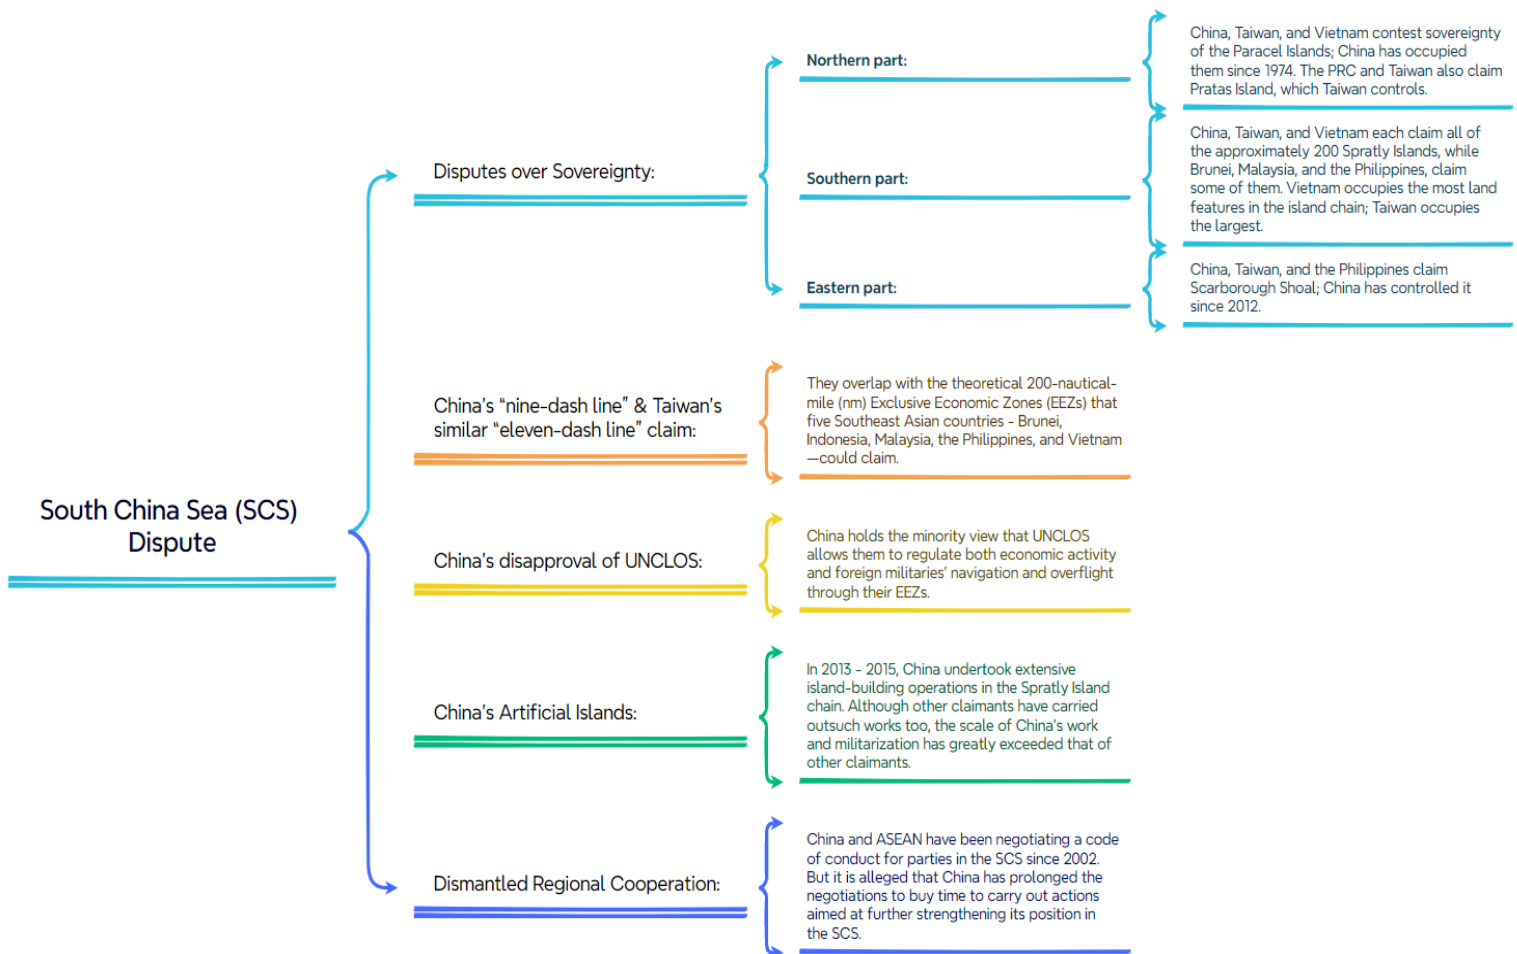 South China Sea (SCS)
Dispute
Disputes over Sovereignty:
Northern part:
China, Taiwan, and Vietnam contest sovereignty
of the Paracel Islands; China has occupied
them since 1974. The PRC and Taiwan also claim
Pratas Island, which Taiwan controls.
Southern part:
China, Taiwan, and Vietnam each claim all of
the approximately 200 Spratly Islands, while
Brunei, Malaysia, and the Philippines, claim
some of them. Vietnam occupies the most land
features in the island chain; Taiwan occupies
the largest.
Eastern part:
China, Taiwan, and the Philippines claim
Scarborough Shoal; China has controlled it
since 2012.
China's “nine-dash line” & Taiwan's
similar “eleven-dash line” claim:
They overlap with the theoretical 200-nautical-
mile (nm) Exclusive Economic Zones (EEZs) that
five Southeast Asian countries - Brunei,
Indonesia, Malaysia, the Philippines, and Vietnam
—could claim.
China's disapproval of UNCLOS:
China holds the minority view that UNCLOS
allows them to regulate both economic activity
and foreign militaries' navigation and overflight
through their EEZs.
China's Artificial Islands:
In 2013 - 2015, China undertook extensive
island-building operations in the Spratly Island
chain. Although other claimants have carried
outsuch works too, the scale of China's work
and militarization has greatly exceeded that of
other claimants.
Dismantled Regional Cooperation:
China and ASEAN have been negotiating a code
of conduct for parties in the SCS since 2002.
But it is alleged that China has prolonged the
negotiations to buy time to carry out actions
aimed at further strengthening its position in
the SCS.